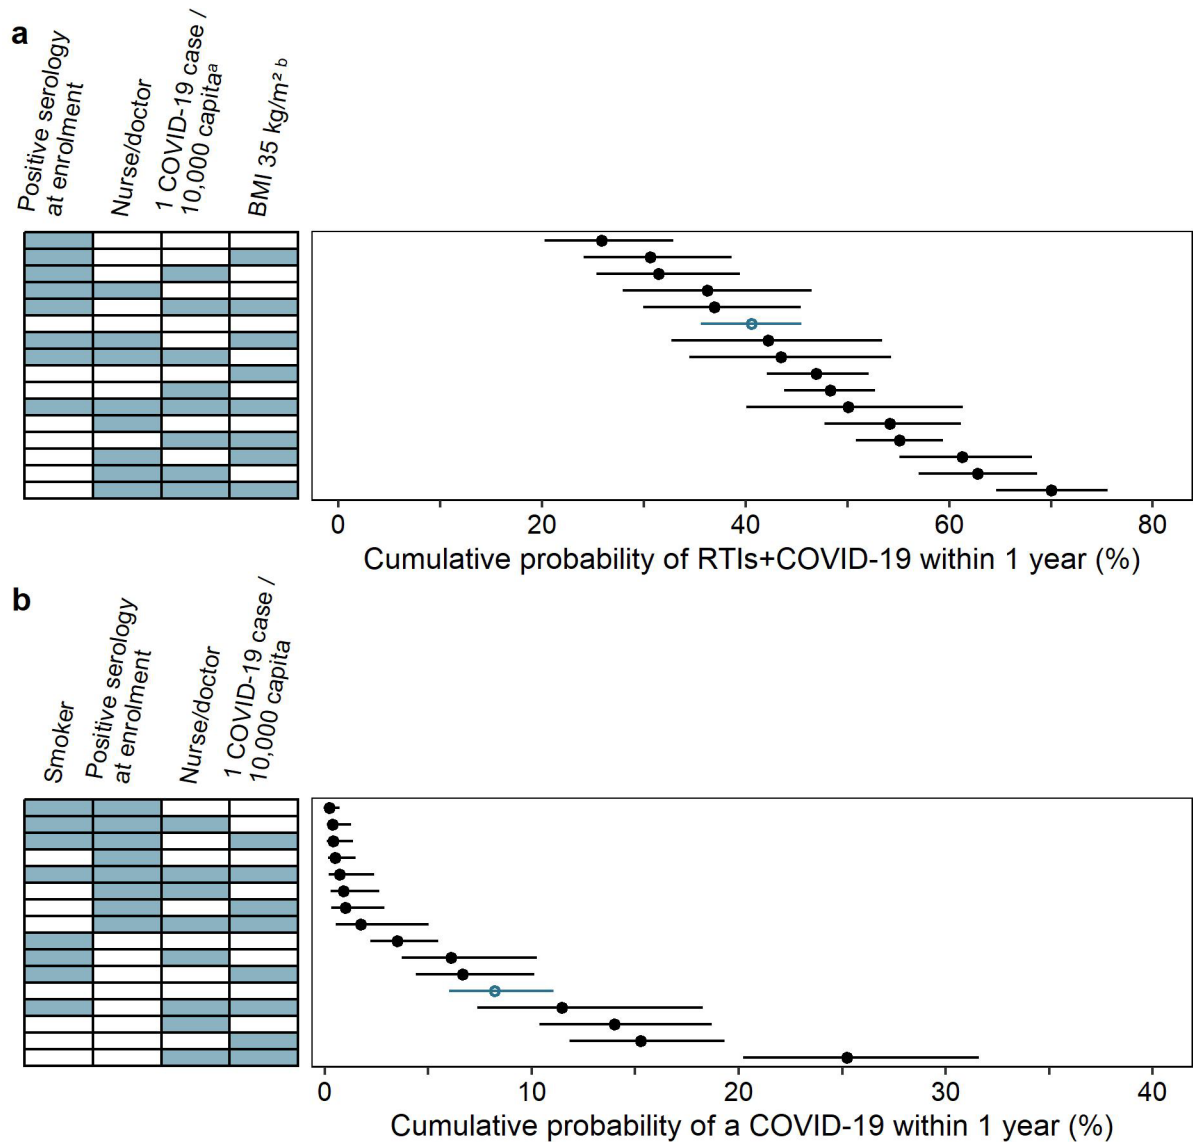 a
Positive serology
at enrolment
Nurse/doctor
1 COVID-19 case /
10,000 capitaᵃ
BMI 35 kg/m² ᵇ
0 20 40 60 80
Cumulative probability of RTIs+COVID-19 within 1 year (%)
b
Smoker
Positive serology
at enrolment
Nurse/doctor
1 COVID-19 case /
10,000 capita
0 10 20 30 40
Cumulative probability of a COVID-19 within 1 year (%)